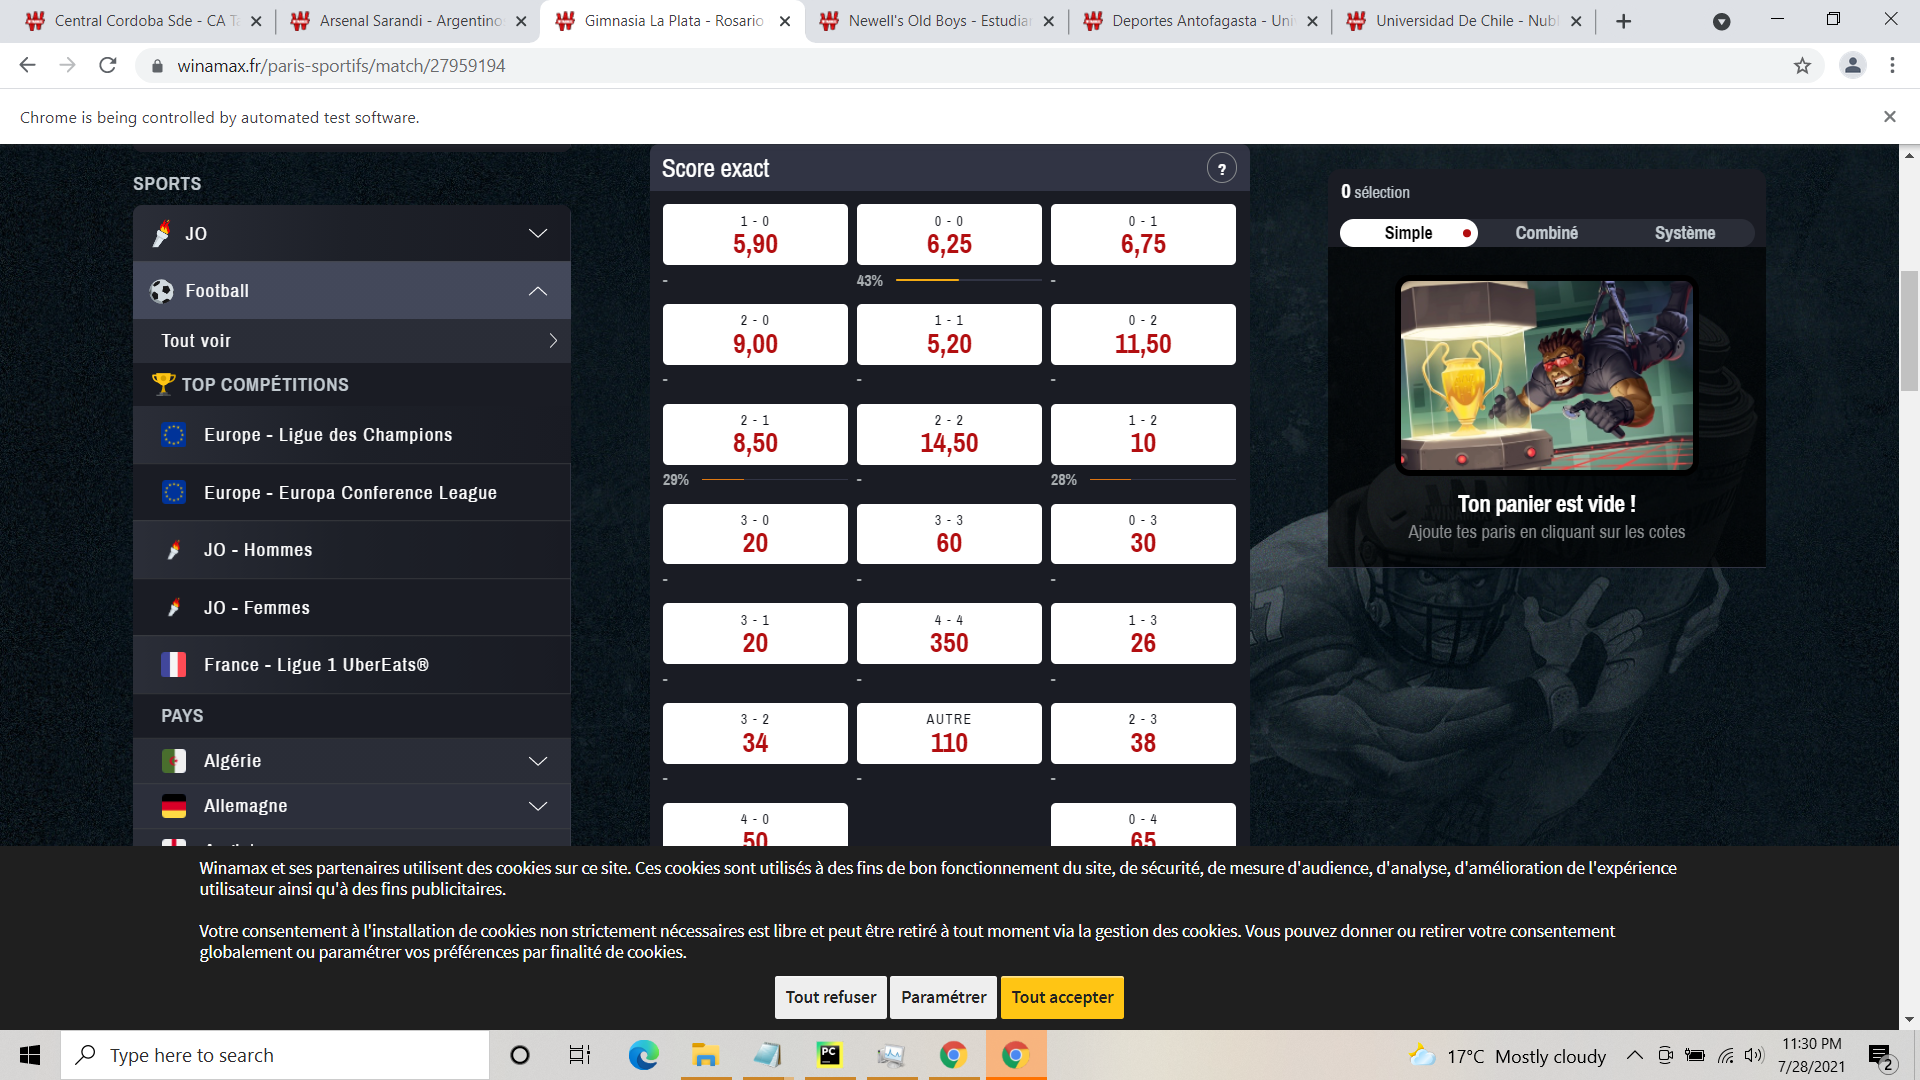 Central Cordoba Sde - CA T
Arsenal Sarandi - Argentino
Gimnasia La Plata - Rosario
Newell's Old Boys - Estudia
Deportes Antofagasta - Uni
Universidad De Chile - Nubl
winamax.fr/paris-sportifs/match/27959194
Chrome is being controlled by automated test software.
SPORTS
JO
Football
Tout voir
TOP COMPÉTITIONS
Europe - Ligue des Champions
Europe - Europa Conference League
JO - Hommes
JO - Femmes
France - Ligue 1 UberEats®
PAYS
Algérie
Allemagne
Score exact
?
1 - 0
5,90
0 - 0
6,25
0 - 1
6,75
-
43%
-
2 - 0
9,00
1 - 1
5,20
0 - 2
11,50
-
-
-
2 - 1
8,50
2 - 2
14,50
1 - 2
10
29%
-
28%
3 - 0
20
3 - 3
60
0 - 3
30
-
-
-
3 - 1
20
4 - 4
350
1 - 3
26
-
-
-
3 - 2
34
AUTRE
110
2 - 3
38
-
-
-
4 - 0
50
0 - 4
65
0 sélection
Simple
Combiné
Système
Ton panier est vide !
Ajoute tes paris en cliquant sur les cotes
Winamax et ses partenaires utilisent des cookies sur ce site. Ces cookies sont utilisés à des fins de bon fonctionnement du site, de sécurité, de mesure d'audience, d'analyse, d'amélioration de l'expérience
utilisateur ainsi qu'à des fins publicitaires.
Votre consentement à l'installation de cookies non strictement nécessaires est libre et peut être retiré à tout moment via la gestion des cookies. Vous pouvez donner ou retirer votre consentement
globalement ou paramétrer vos préférences par finalité de cookies.
Tout refuser
Paramétrer
Tout accepter
Type here to search
PC
17°C Mostly cloudy
11:30 PM
7/28/2021
2